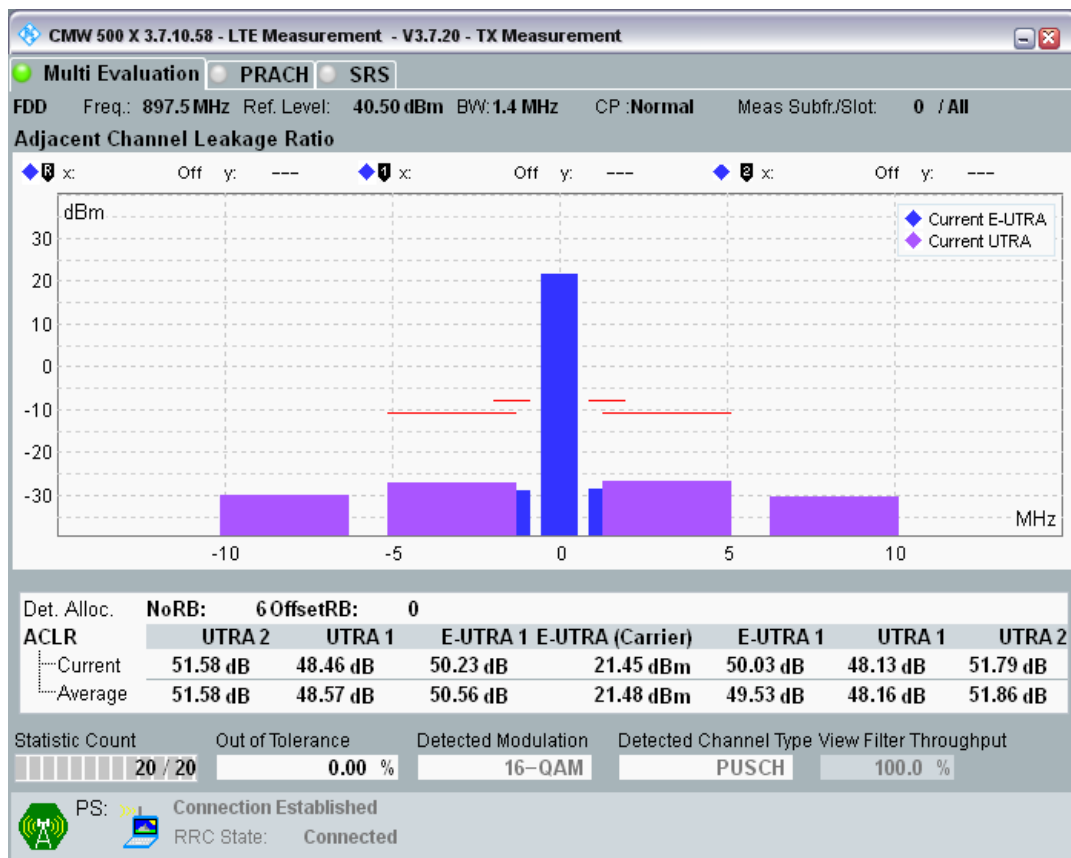 CMW 500 X 3.7.10.58 - LTE Measurement - V3.7.20 - TX Measurement
Multi Evaluation PRACH SRS
FDD Freq.: 897.5 MHz Ref. Level: 40.50 dBm BW: 1.4 MHz CP :Normal Meas Subfr./Slot: 0 / All
Adjacent Channel Leakage Ratio
R x: Off y: --- 1 x: Off y: --- 2 x: Off y: ---
dBm
Current E-UTRA
Current UTRA
30
20
10
0
-10
-20
-30
MHz
-10 -5 0 5 10
Det. Alloc. NoRB: 6 OffsetRB: 0
ACLR UTRA 2 UTRA 1 E-UTRA 1 E-UTRA (Carrier) E-UTRA 1 UTRA 1 UTRA 2
Current 51.58 dB 48.46 dB 50.23 dB 21.45 dBm 50.03 dB 48.13 dB 51.79 dB
Average 51.58 dB 48.57 dB 50.56 dB 21.48 dBm 49.53 dB 48.16 dB 51.86 dB
Statistic Count Out of Tolerance Detected Modulation Detected Channel Type View Filter Throughput
20 / 20 0.00 % 16-QAM PUSCH 100.0 %
PS: Connection Established
RRC State: Connected